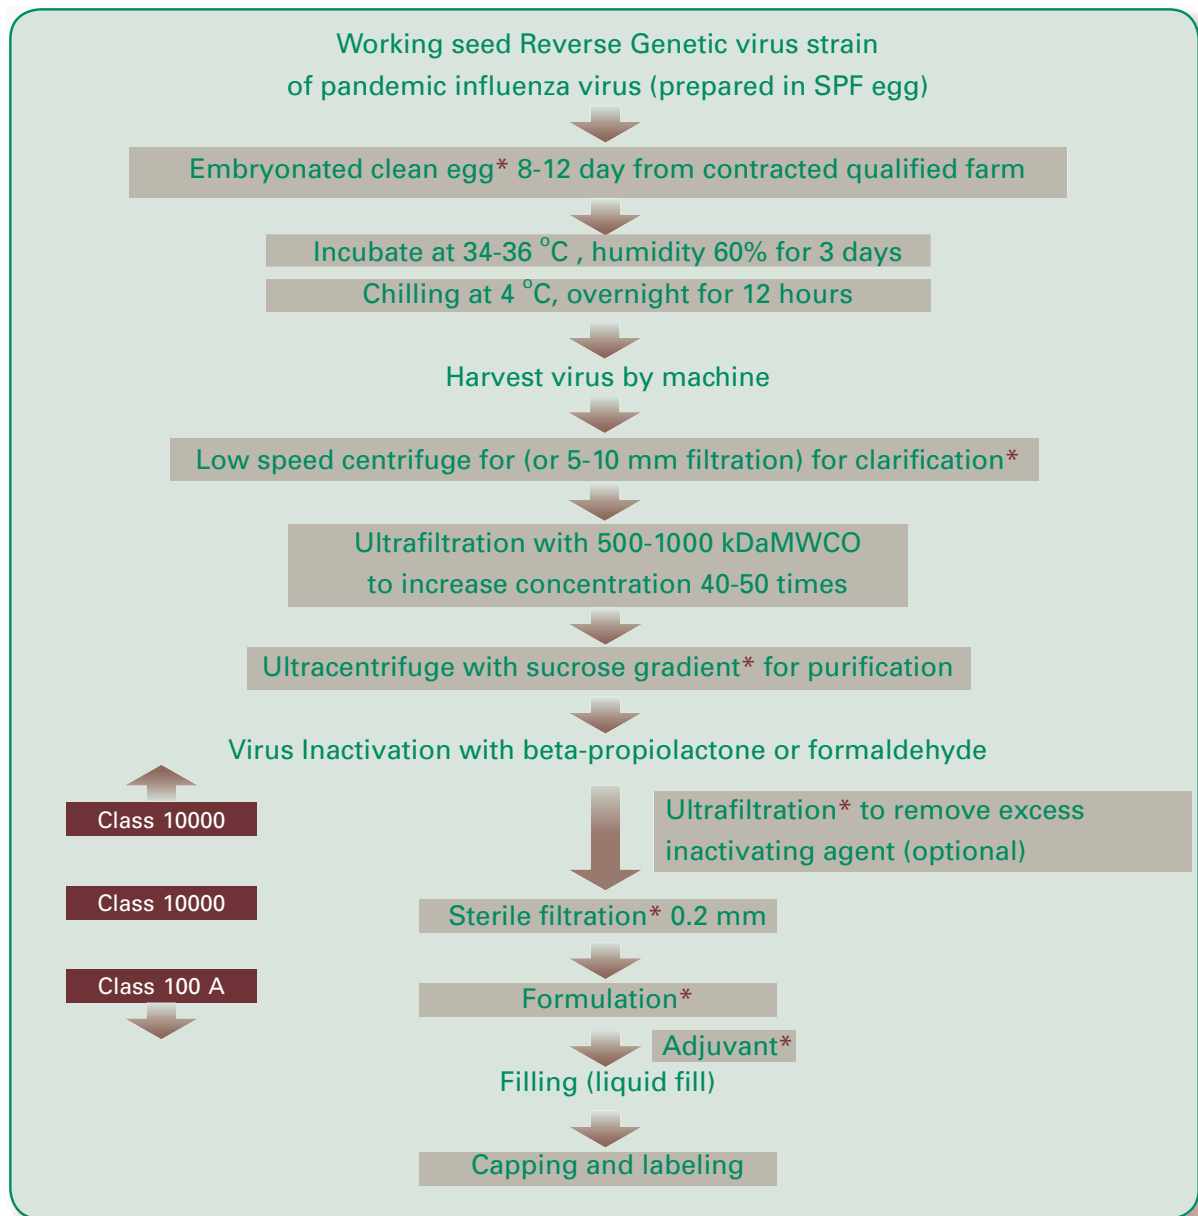 Working seed Reverse Genetic virus strain
of pandemic influenza virus (prepared in SPF egg)
Embryonated clean egg* 8-12 day from contracted qualified farm
Incubate at 34-36 °C , humidity 60% for 3 days
Chilling at 4 °C, overnight for 12 hours
Harvest virus by machine
Low speed centrifuge for (or 5-10 mm filtration) for clarification*
Ultrafiltration with 500-1000 kDaMWCO
to increase concentration 40-50 times
Ultracentrifuge with sucrose gradient* for purification
Virus Inactivation with beta-propiolactone or formaldehyde
Class 10000
Ultrafiltration* to remove excess
inactivating agent (optional)
Class 10000
Sterile filtration* 0.2 mm
Class 100 A
Formulation*
Adjuvant*
Filling (liquid fill)
Capping and labeling